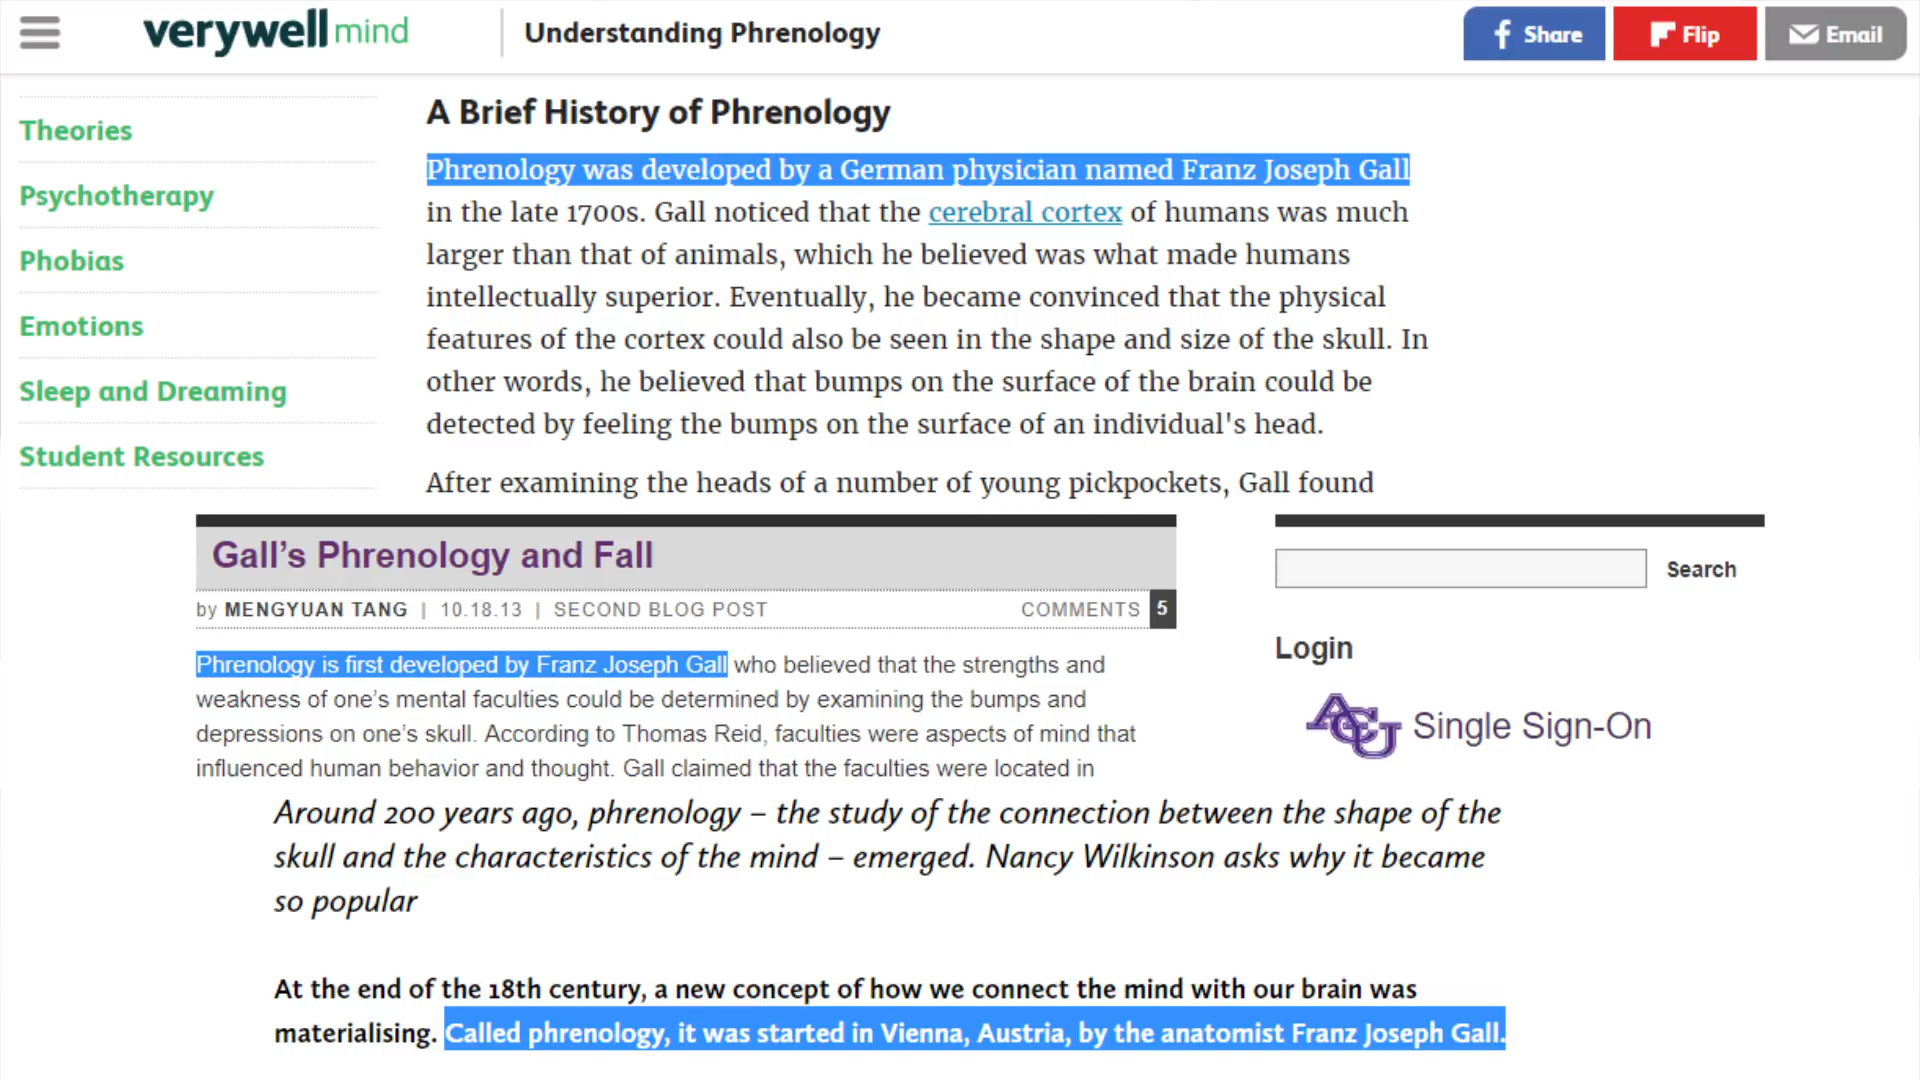 verywell mind
Understanding Phrenology
Share
Flip
Email
Theories
Psychotherapy
Phobias
Emotions
Sleep and Dreaming
Student Resources
A Brief History of Phrenology
Phrenology was developed by a German physician named Franz Joseph Gall
in the late 1700s. Gall noticed that the cerebral cortex of humans was much
larger than that of animals, which he believed was what made humans
intellectually superior. Eventually, he became convinced that the physical
features of the cortex could also be seen in the shape and size of the skull. In
other words, he believed that bumps on the surface of the brain could be
detected by feeling the bumps on the surface of an individual's head.
After examining the heads of a number of young pickpockets, Gall found
Gall’s Phrenology and Fall
by MENGYUAN TANG | 10.18.13 | SECOND BLOG POST
COMMENTS 5
Phrenology is first developed by Franz Joseph Gall who believed that the strengths and
weakness of one’s mental faculties could be determined by examining the bumps and
depressions on one’s skull. According to Thomas Reid, faculties were aspects of mind that
influenced human behavior and thought. Gall claimed that the faculties were located in
Search
Login
ACU Single Sign-On
Around 200 years ago, phrenology – the study of the connection between the shape of the
skull and the characteristics of the mind – emerged. Nancy Wilkinson asks why it became
so popular
At the end of the 18th century, a new concept of how we connect the mind with our brain was
materialising. Called phrenology, it was started in Vienna, Austria, by the anatomist Franz Joseph Gall.